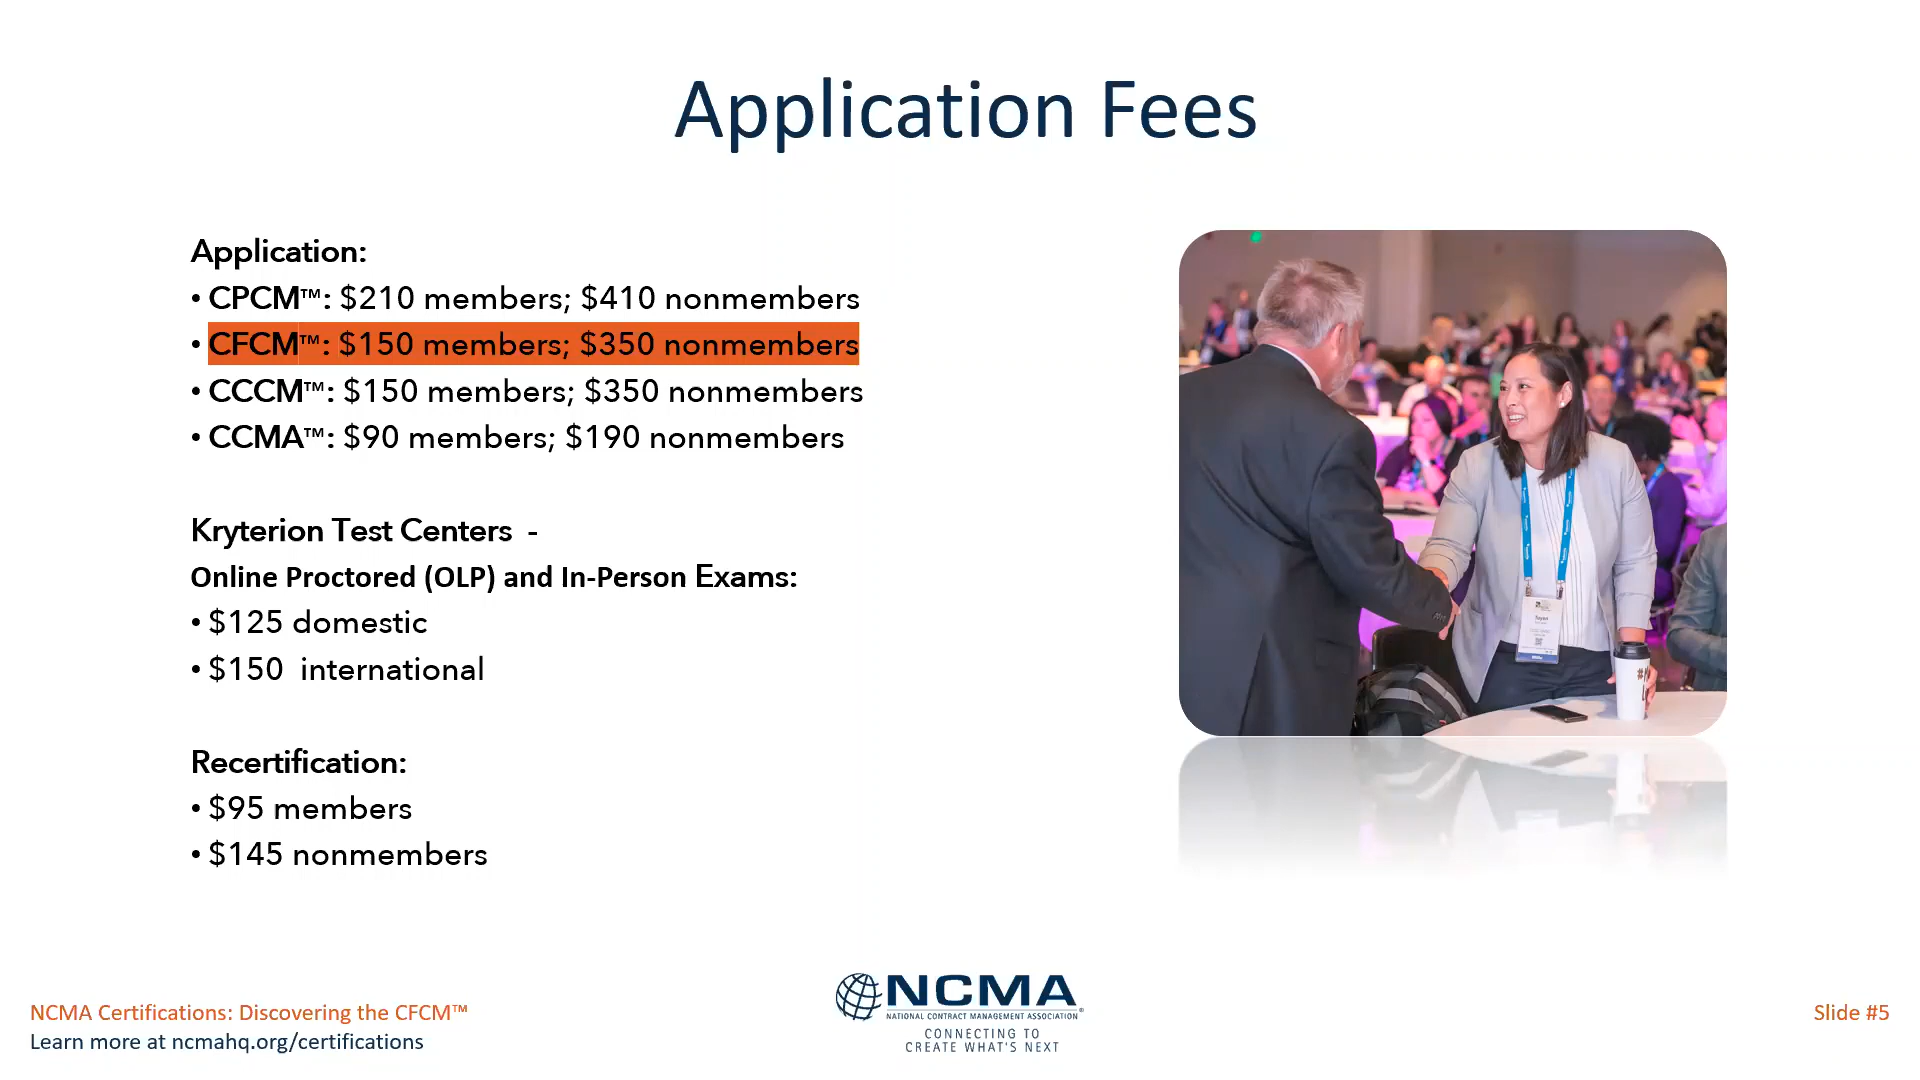 Application Fees
Application:
• CPCM™: $210 members; $410 nonmembers
• CFCM™: $150 members; $350 nonmembers
• CCCM™: $150 members; $350 nonmembers
• CCMA™: $90 members; $190 nonmembers
Kryterion Test Centers -
Online Proctored (OLP) and In-Person Exams:
• $125 domestic
• $150 international
Recertification:
• $95 members
• $145 nonmembers
NCMA Certifications: Discovering the CFCM™
Learn more at ncmahq.org/certifications
NCMA
NATIONAL CONTRACT MANAGEMENT ASSOCIATION®
CONNECTING TO
CREATE WHAT'S NEXT
Slide #5